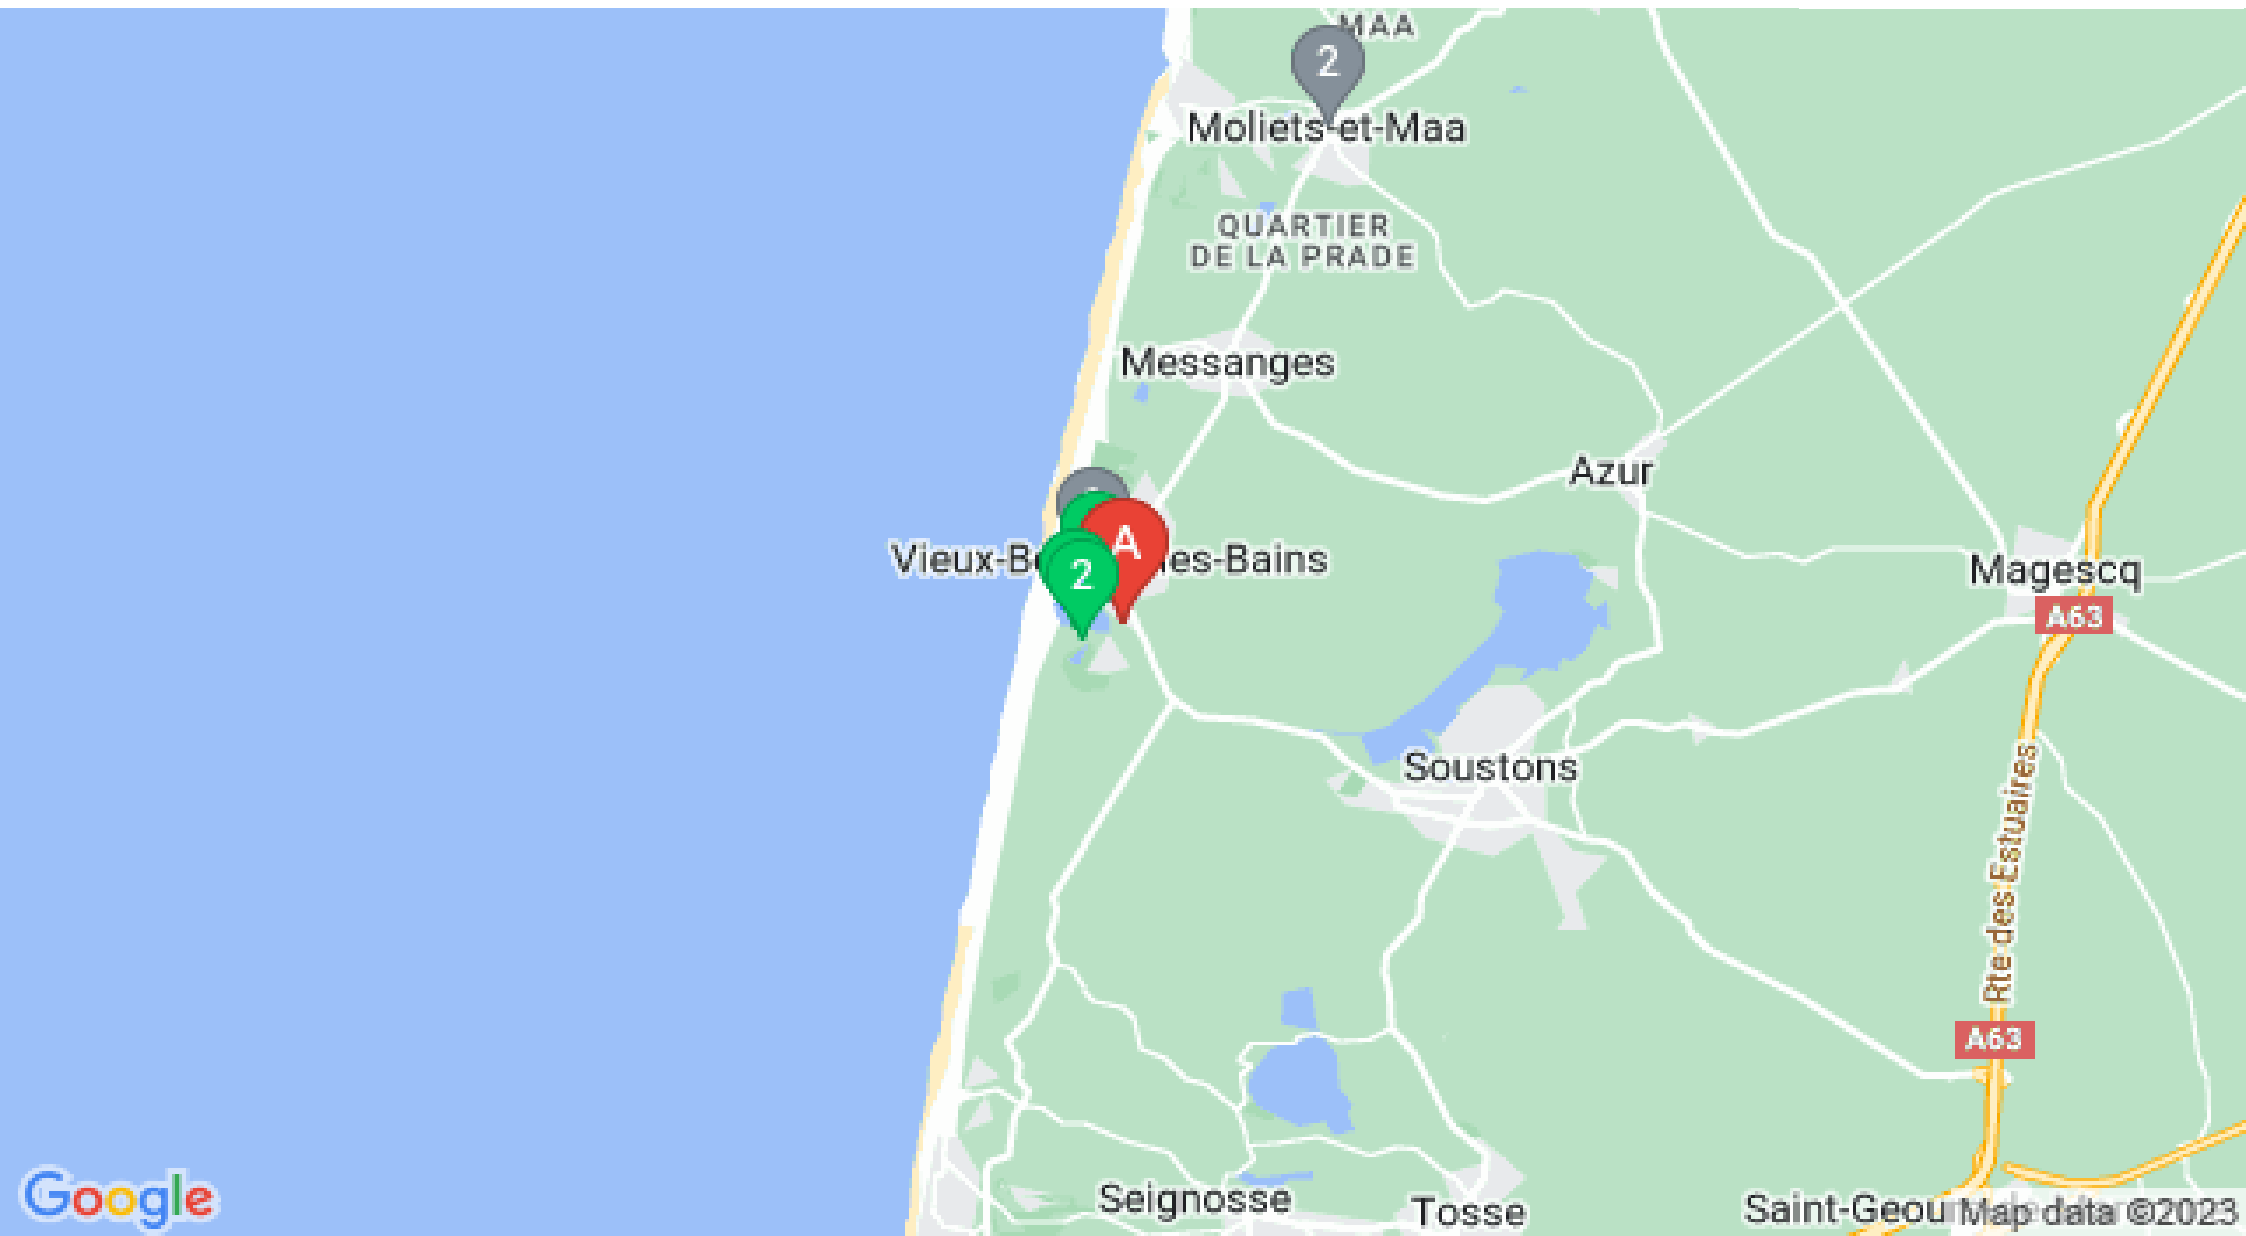 MAA
2
Moliets-et-Maa
QUARTIER
DE LA PRADE
Messanges
Azur
A
Vieux-B les-Bains
2
Magescq
A63
Soustons
Rte des Estuaires
A63
Google
Seignosse
Tosse
Saint-Geou
Map data ©2023